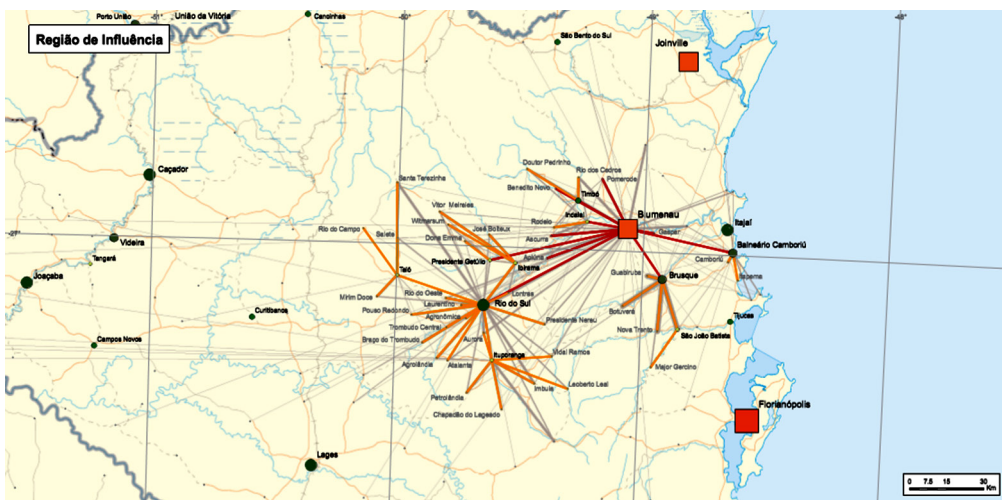 -51°
-50°
-49
-48°
Porto União
União da Vitória
Canoinhas
São Bento do Sul
Joinville
Região de Influência
Doutor Pedrinho
Rio dos Cedros
Caçador
Santa Terezinha
Benedito Novo
Pomerode
Timbó
Vitor Meireles
Witmarsum
Indaial
Rodeio
Blumenau
Itajaí
Rio do Campo
Salete
Dona Emma
José Boiteux
Ascurra
Gaspar
-27°
Videira
Balneário Camboriú
Tangará
Presidente Getúlio
Apiúna
Camboriú
Ibirama
Joaçaba
Taió
Guabiruba
Brusque
Itapema
Mirim Doce
Rio do Oeste
Lontras
Laurentino
Rio do Sul
Pouso Redondo
Agronômica
Botuverá
Curitibanos
Trombudo Central
Presidente Nereu
Tijucas
Nova Trento
São João Batista
Campos Novos
Braço do Trombudo
Aurora
Ituporanga
Vidal Ramos
Agrolândia
Atalanta
Major Gercino
Imbuia
Leoberto Leal
Petrolândia
Chapadão do Lageado
Florianópolis
Lages
0 7.5 15 30
Km